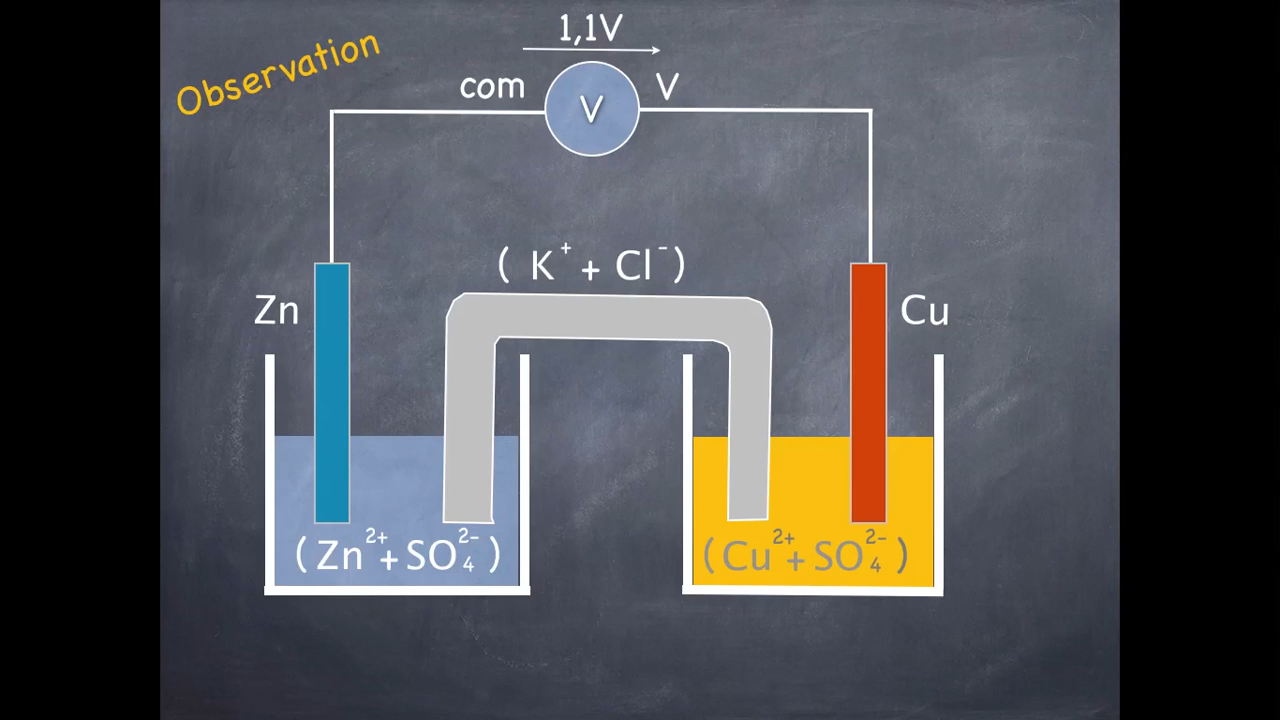 Observation
1,1V
com
V
V
( K⁺ + Cl⁻ )
Zn
Cu
( Zn²⁺ + SO₄²⁻ )
( Cu²⁺ + SO₄²⁻ )